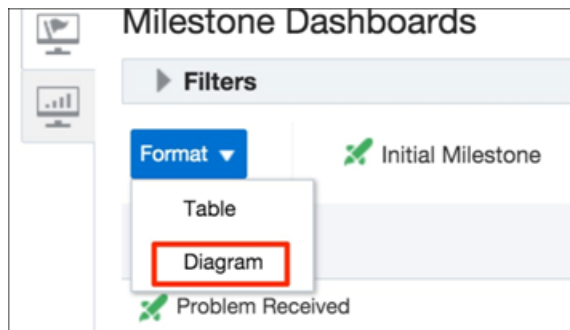 Milestone Dashboards
Filters
Format Initial Milestone
Table
Diagram
Problem Received